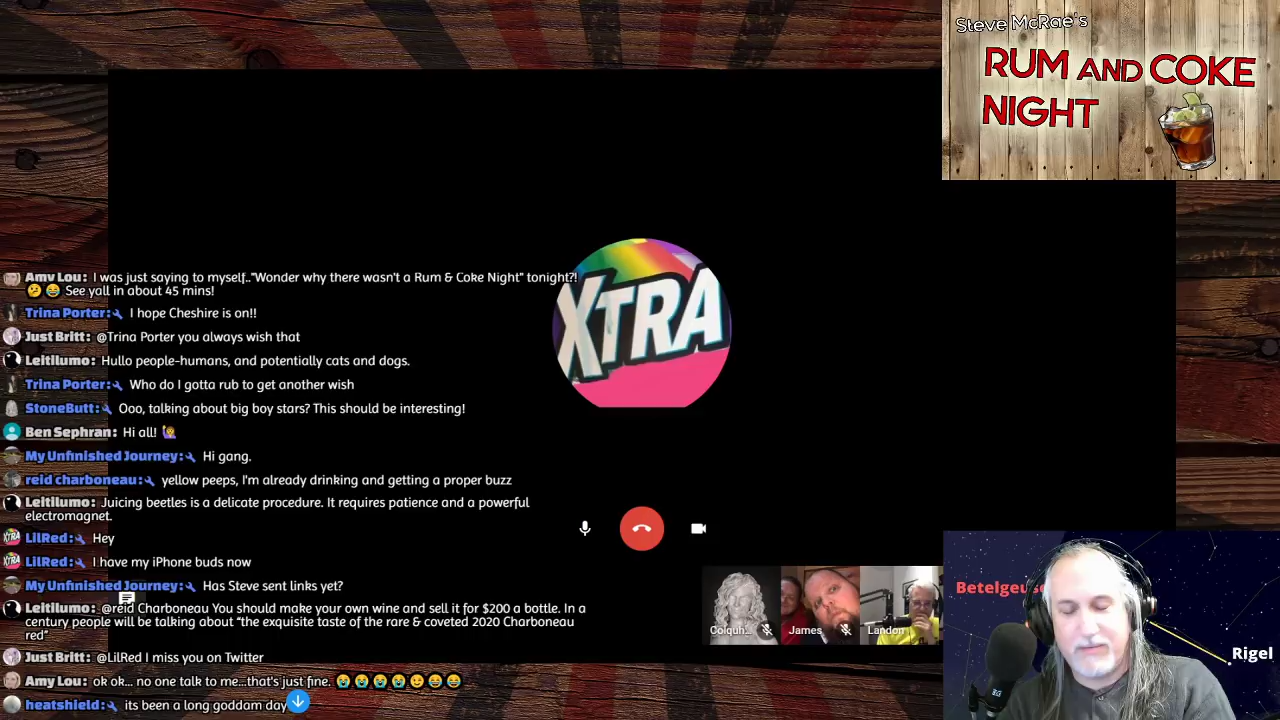 Steve McRae's
RUM AND COKE
NIGHT
XTRA
Amy Lou: I was just saying to myself.."Wonder why there wasn't a Rum & Coke Night" tonight?!
🤔 😂 See yall in about 45 mins!
Trina Porter: I hope Cheshire is on!!
Just Britt: @Trina Porter you always wish that
Leitilumo: Hullo people-humans, and potentially cats and dogs.
Trina Porter: Who do I gotta rub to get another wish
StoneButt: Ooo, talking about big boy stars? This should be interesting!
Ben Sephran: Hi all! 🙋‍♀️
My Unfinished Journey: Hi gang.
reid charboneau: yellow peeps, I'm already drinking and getting a proper buzz
Leitilumo: Juicing beetles is a delicate procedure. It requires patience and a powerful
electromagnet.
LilRed: Hey
LilRed: I have my iPhone buds now
My Unfinished Journey: Has Steve sent links yet?
Leitilumo: @reid Charboneau You should make your own wine and sell it for $200 a bottle. In a
century people will be talking about “the exquisite taste of the rare & coveted 2020 Charboneau
red”
Just Britt: @LilRed I miss you on Twitter
Amy Lou: ok ok... no one talk to me...that's just fine. 😭😭😭😭😉😂😂
heatshield: its been a long goddam day
Colquh...
James
Landon
Rigel